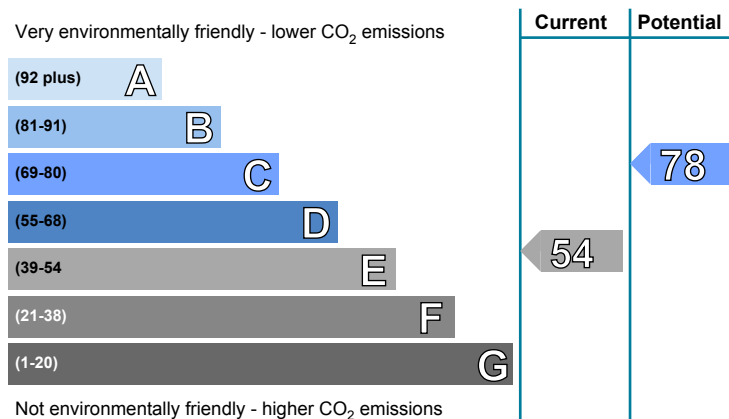 Very environmentally friendly - lower CO2 emissions
Current
Potential
(92 plus) A
(81-91) B
(69-80) C
(55-68) D
(39-54 E
(21-38) F
(1-20) G
54
78
Not environmentally friendly - higher CO2 emissions